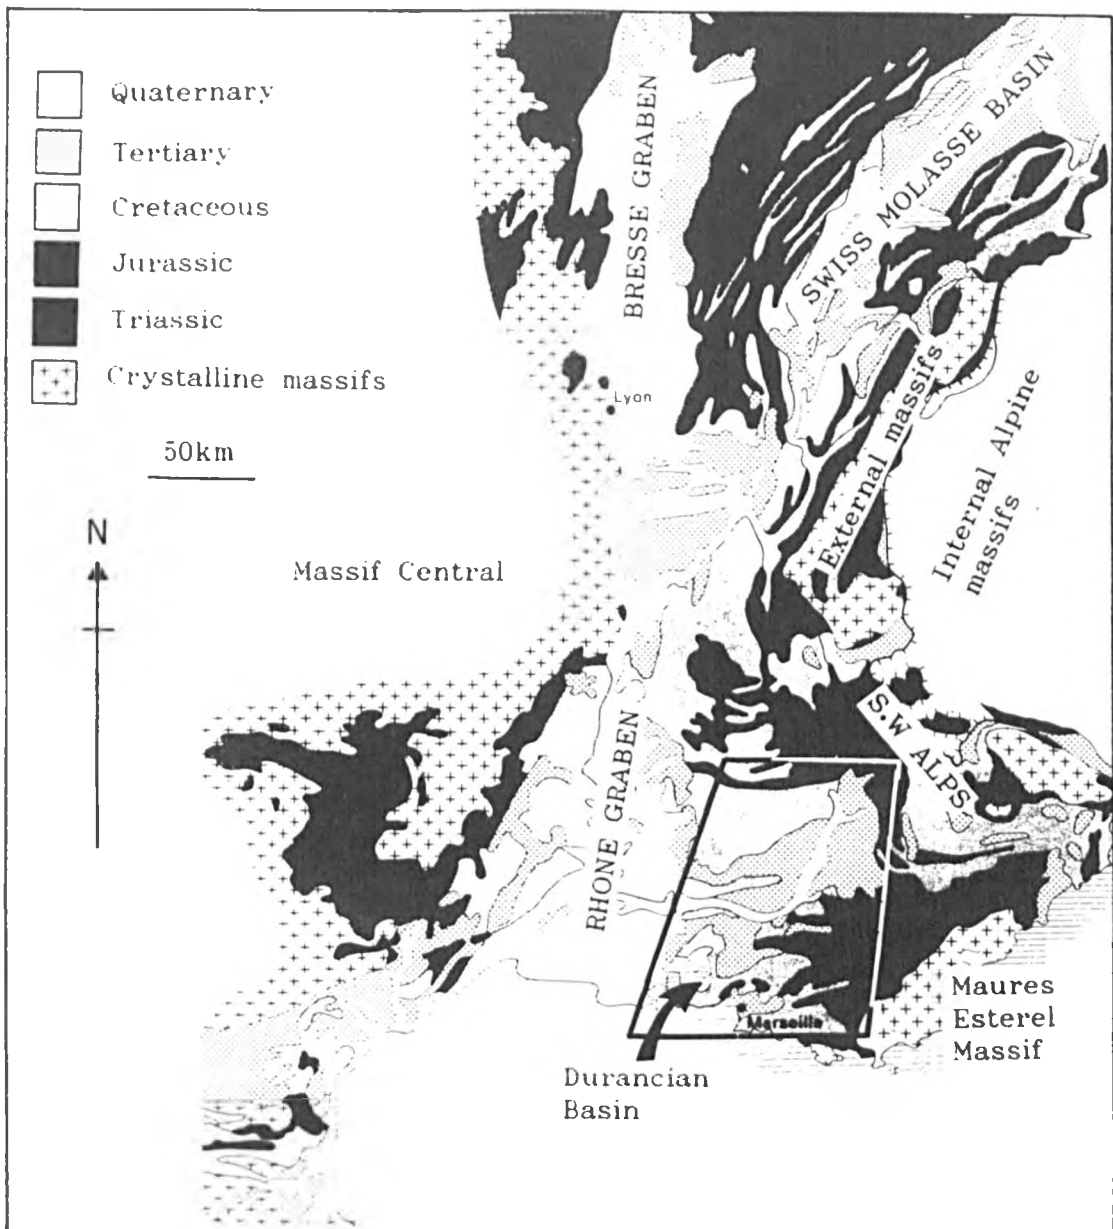 Quaternary
Tertiary
Cretaceous
Jurassic
Triassic
Crystalline massifs
50km
N
Massif Central
BRESSE GRABEN
SWISS MOLASSE BASIN
Lyon
External massifs
Internal Alpine
massifs
S.W ALPS
RHONE GRABEN
Marseille
Maures
Esterel
Massif
Durancian
Basin